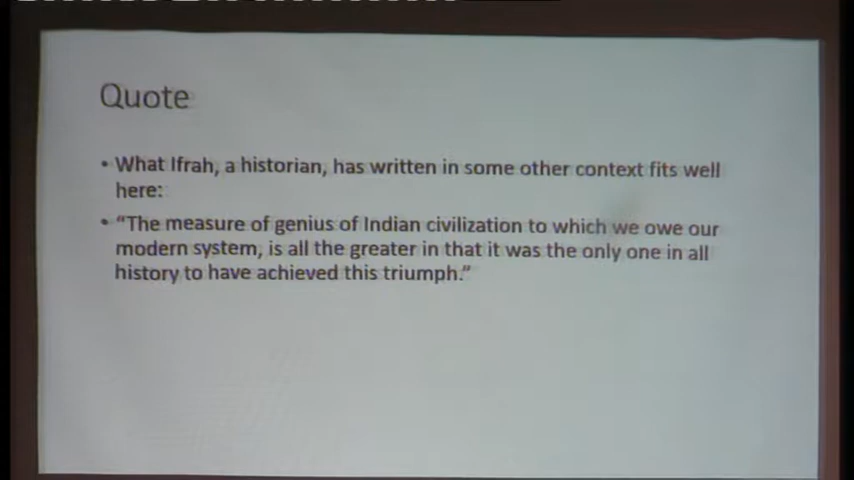 Quote
• What Ifrah, a historian, has written in some other context fits well
here:
• “The measure of genius of Indian civilization to which we owe our
modern system, is all the greater in that it was the only one in all
history to have achieved this triumph.”